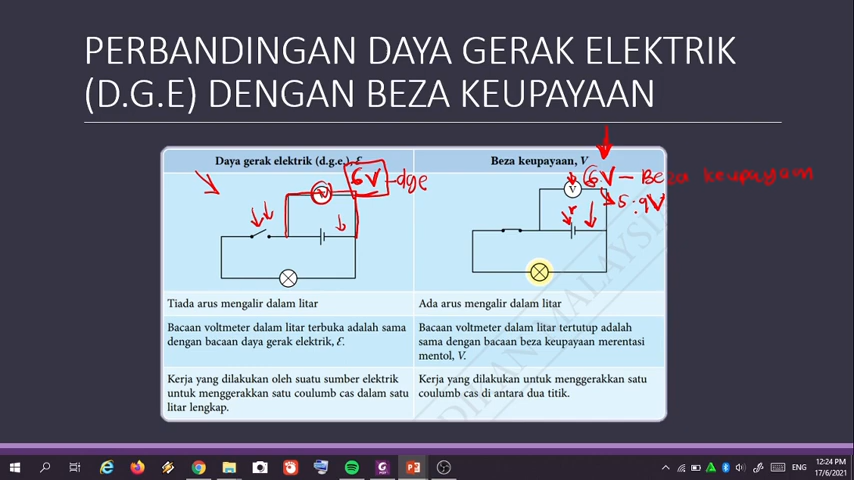 PERBANDINGAN DAYA GERAK ELEKTRIK
(D.G.E) DENGAN BEZA KEUPAYAAN
Daya gerak elektrik (d.g.e.), ℰ
Beza keupayaan, V
6V - dge
V
6V - Beza keupayaan
5.9V
V
r
Tiada arus mengalir dalam litar
Ada arus mengalir dalam litar
Bacaan voltmeter dalam litar terbuka adalah sama
dengan bacaan daya gerak elektrik, ℰ.
Bacaan voltmeter dalam litar tertutup adalah
sama dengan bacaan beza keupayaan merentasi
mentol, V.
Kerja yang dilakukan oleh suatu sumber elektrik
untuk menggerakkan satu coulumb cas dalam satu
litar lengkap.
Kerja yang dilakukan untuk menggerakkan satu
coulumb cas di antara dua titik.
ENG
12:24 PM
17/6/2021